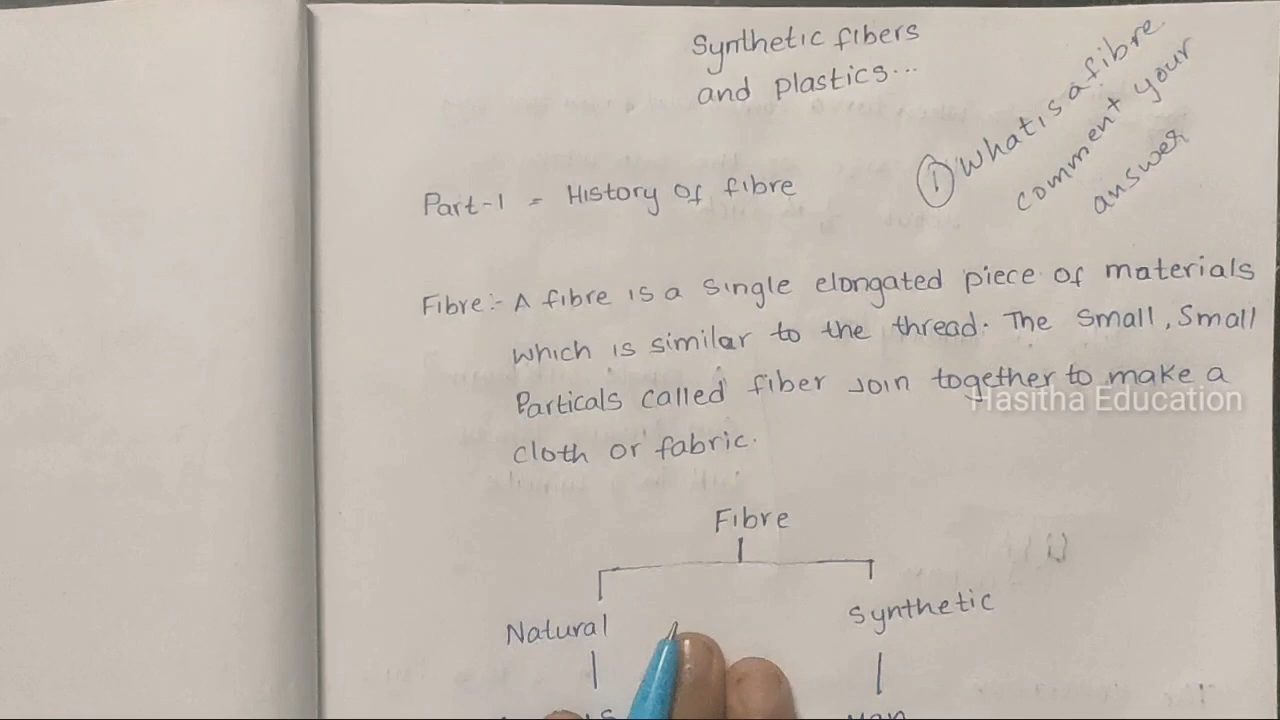 Synthetic fibers
and plastics...
① What is a fibre
comment your
answer
Part-1 = History of fibre
Fibre:- A fibre is a single elongated piece of materials
which is similar to the thread. The small, small
Particals called fiber join together to make a
Hasitha Education
cloth or fabric.
Fibre
Natural
Synthetic